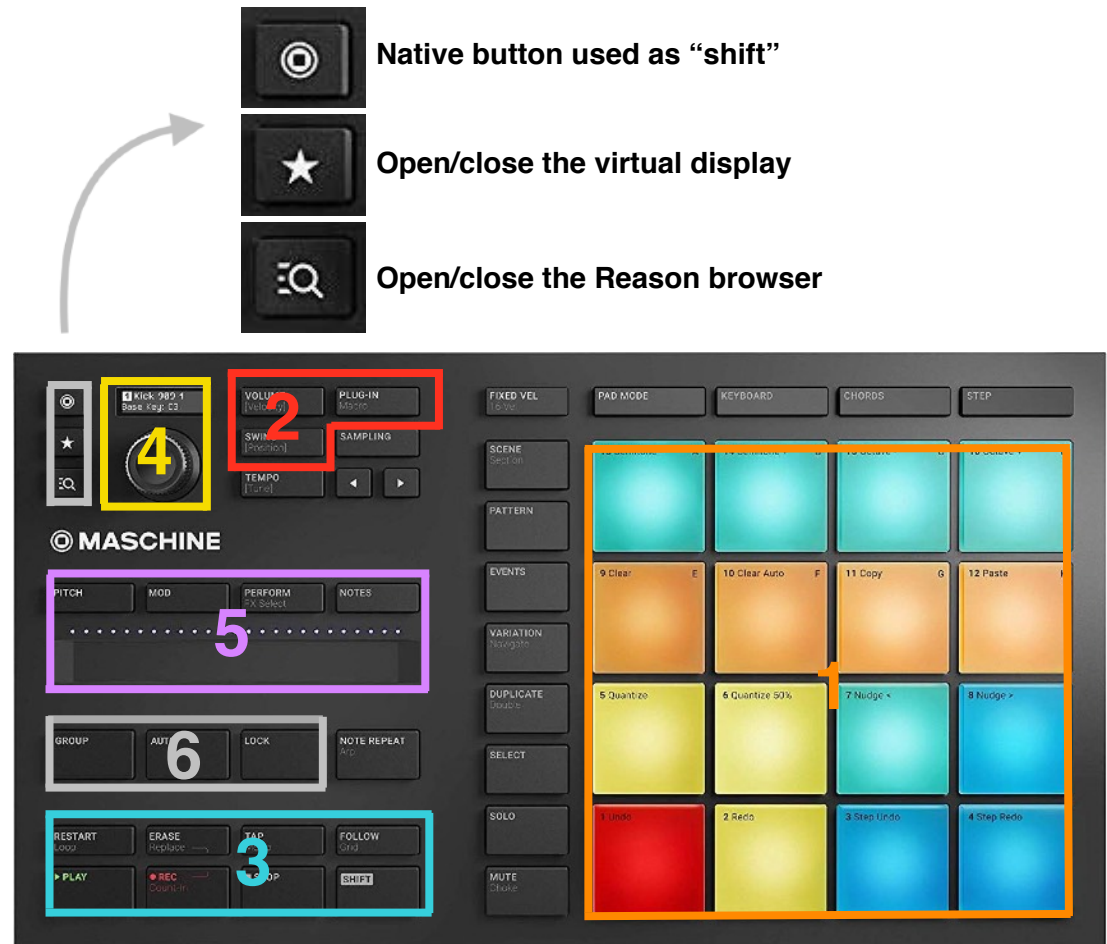 Native button used as “shift”
Open/close the virtual display
Open/close the Reason browser
1 Kick 909 1
Base Key: C3
VOLUME
[Velocity]
PLUG-IN
Macro
SWING
[Position]
SAMPLING
TEMPO
[Tune]
2
4
MASCHINE
PITCH
MOD
PERFORM
FX Select
NOTES
5
GROUP
AUTO
LOCK
NOTE REPEAT
Arp
6
RESTART
Loop
ERASE
Replace
TAP
FOLLOW
Grid
PLAY
REC
Count-In
STOP
SHIFT
3
FIXED VEL
16 Vel
PAD MODE
KEYBOARD
CHORDS
STEP
SCENE
Section
PATTERN
EVENTS
VARIATION
Navigate
DUPLICATE
Double
SELECT
SOLO
MUTE
Choke
9 Clear E
10 Clear Auto F
11 Copy G
12 Paste
5 Quantize
6 Quantize 50%
7 Nudge <
8 Nudge >
1 Undo
2 Redo
3 Step Undo
4 Step Redo
1